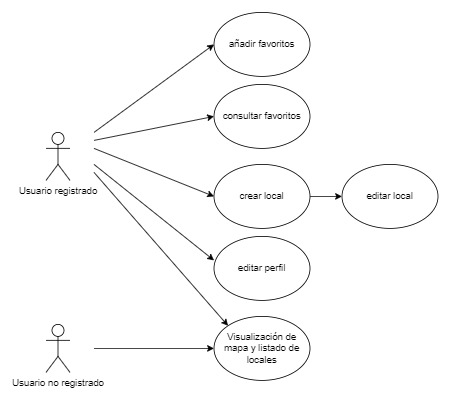 añadir favoritos
consultar favoritos
Usuario registrado
crear local
editar local
editar perfil
Visualización de
mapa y listado de
locales
Usuario no registrado